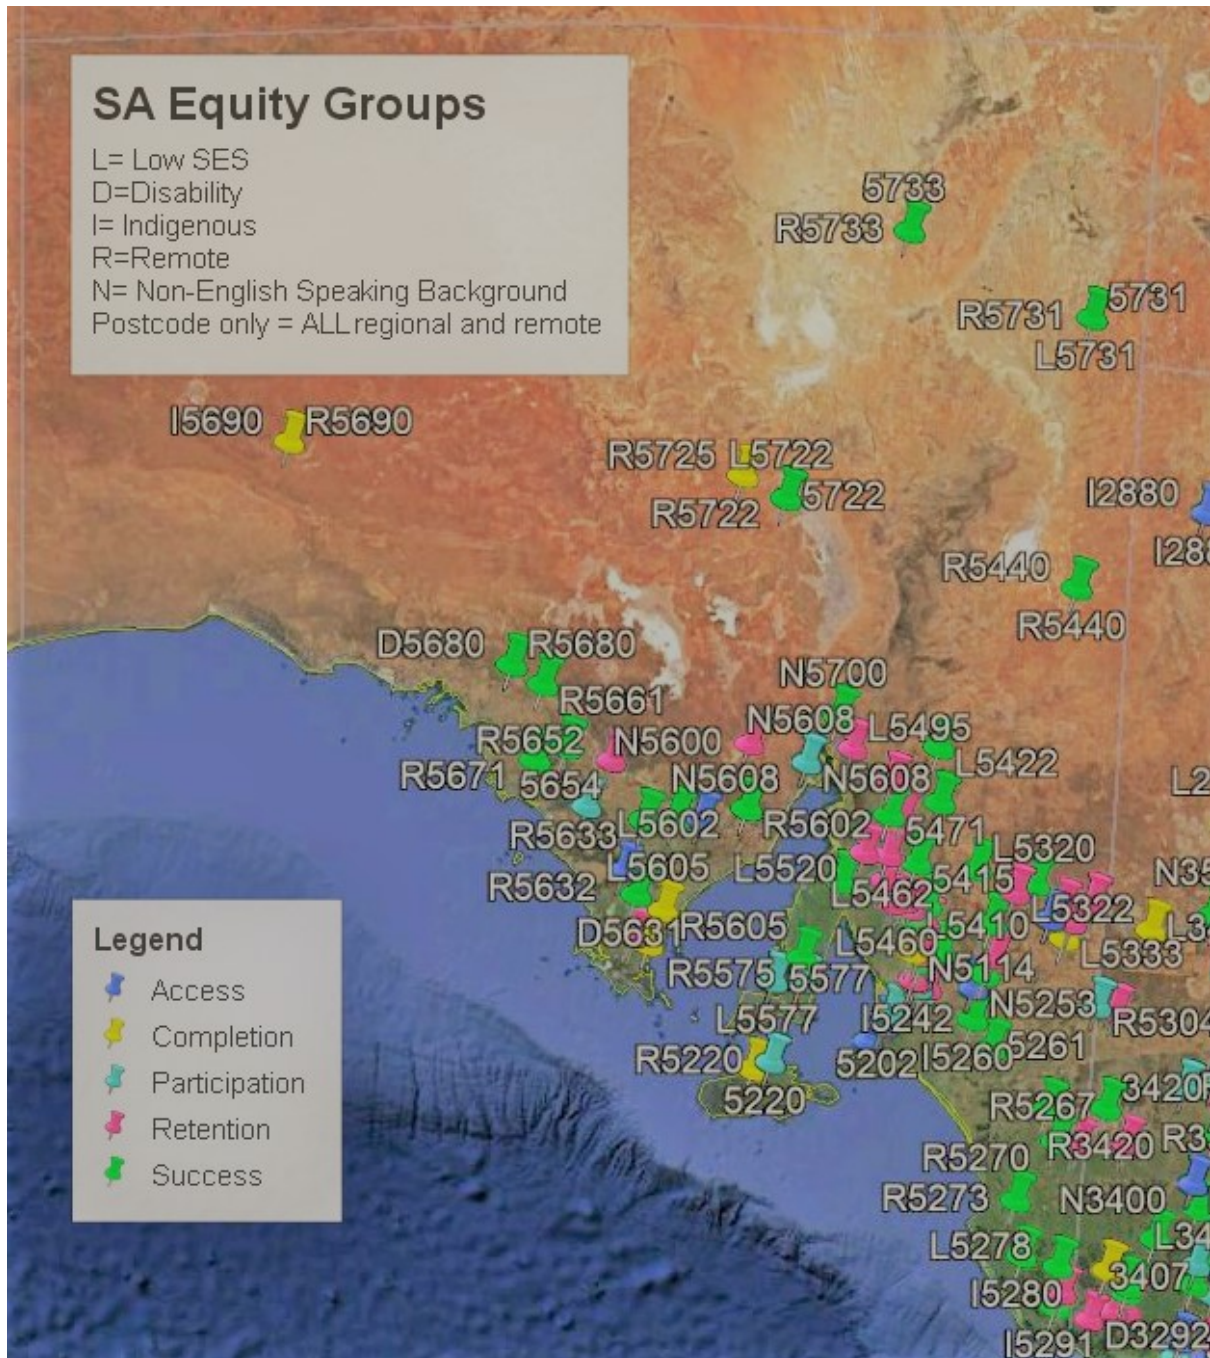 SA Equity Groups
L= Low SES
D=Disability
I= Indigenous
R=Remote
N= Non-English Speaking Background
Postcode only = ALL regional and remote
5733
R5733
R5731
5731
L5731
I5690
R5690
R5725
L5722
R5722
5722
I2880
R5440
R5440
D5680
R5680
N5700
R5661
N5608
R5652
N5600
L5495
R5671
5654
N5608
N5608
L5422
R5633
L5602
R5602
5471
L5320
R5632
L5605
L5520
L5462
5415
D5631
R5605
L5460
L5410
L5322
L5333
R5575
5577
N5114
L5577
I5242
N5253
R5304
R5220
5202
I5260
5261
5220
R5267
3420
R3420
R5270
R5273
N3400
L5278
3407
I5280
I5291
D3292
Legend
Access
Completion
Participation
Retention
Success